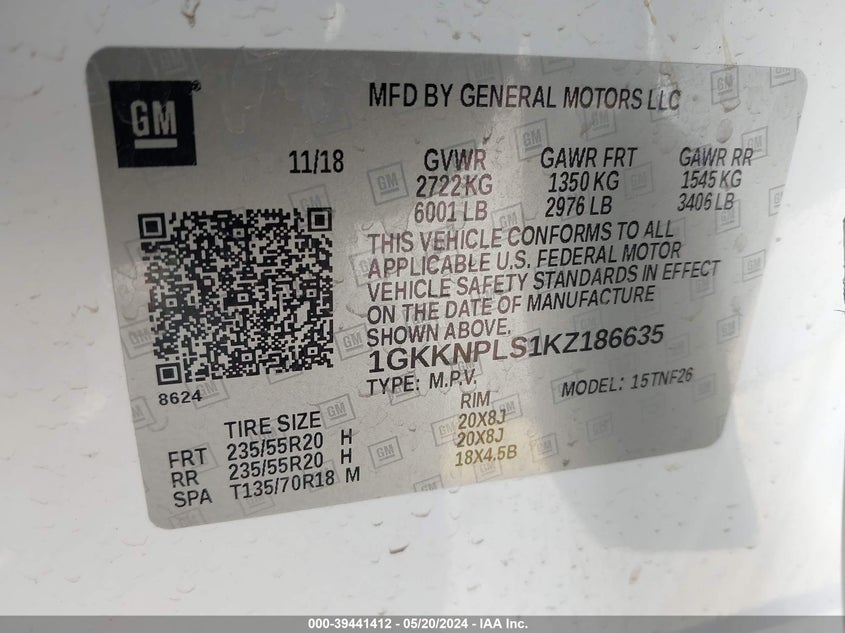 GM
MFD BY GENERAL MOTORS LLC
11/18
GVWR
2722KG
6001 LB
GAWR FRT
1350 KG
2976 LB
GAWR RR
1545 KG
3406 LB
THIS VEHICLE CONFORMS TO ALL
APPLICABLE U.S. FEDERAL MOTOR
VEHICLE SAFETY STANDARDS IN EFFECT
ON THE DATE OF MANUFACTURE
SHOWN ABOVE.
1GKKNPLS1KZ186635
TYPE: M.P.V.
MODEL: 15TNF26
8624
TIRE SIZE
RIM
FRT 235/55R20 H 20X8J
RR 235/55R20 H 20X8J
SPA T135/70R18 M 18X4.5B
000-39441412 - 05/20/2024 - IAA Inc.